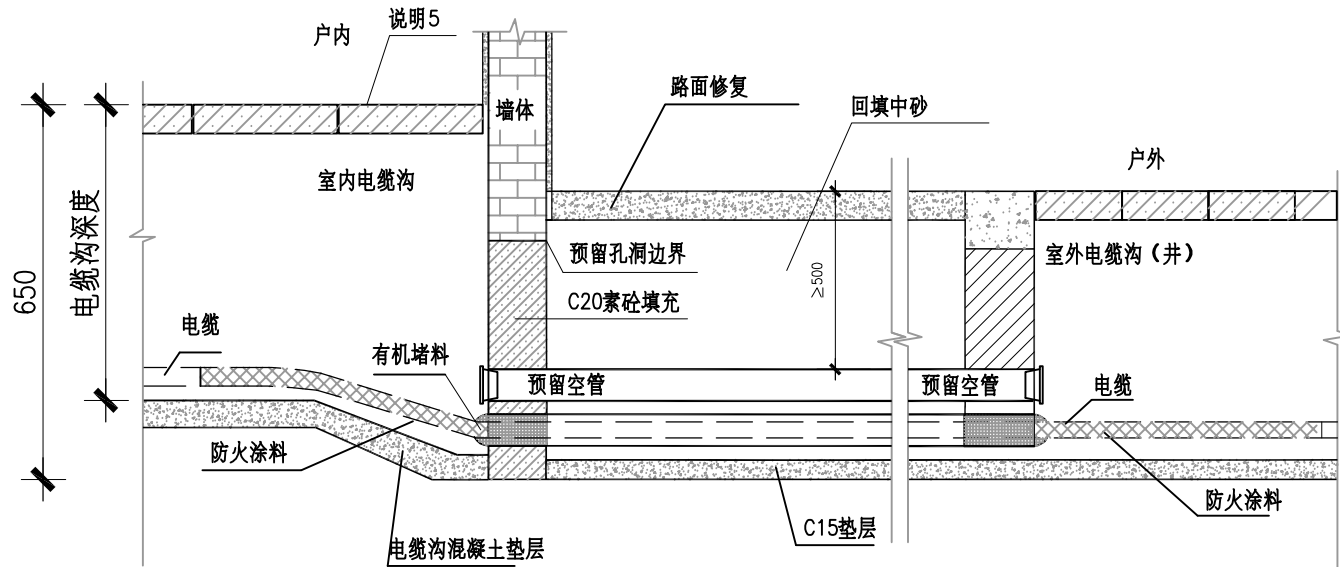 户内
说明5
墙体
路面修复
回填中砂
户外
室内电缆沟
电缆沟深度
650
预留孔洞边界
≥500
室外电缆沟（井）
C20素砼填充
电缆
有机堵料
预留空管
预留空管
电缆
防火涂料
防火涂料
C15垫层
电缆沟混凝土垫层